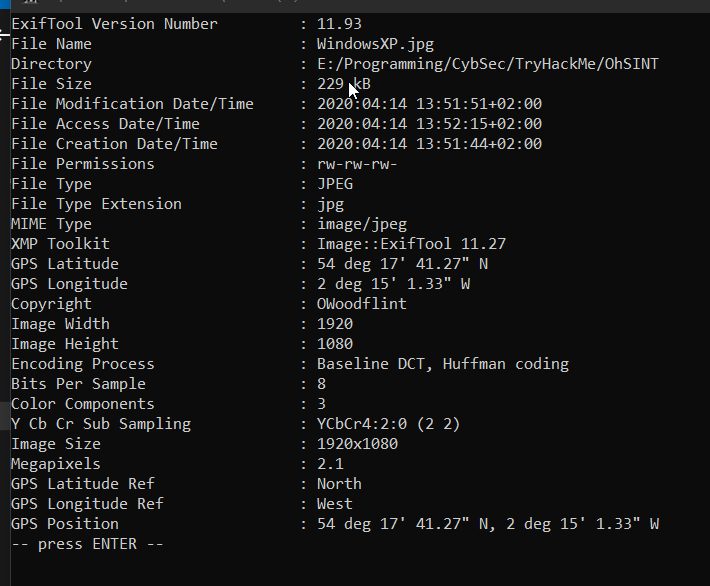 ExifTool Version Number : 11.93
File Name : WindowsXP.jpg
Directory : E:/Programming/CybSec/TryHackMe/OhSINT
File Size : 229 kB
File Modification Date/Time : 2020:04:14 13:51:51+02:00
File Access Date/Time : 2020:04:14 13:52:15+02:00
File Creation Date/Time : 2020:04:14 13:51:44+02:00
File Permissions : rw-rw-rw-
File Type : JPEG
File Type Extension : jpg
MIME Type : image/jpeg
XMP Toolkit : Image::ExifTool 11.27
GPS Latitude : 54 deg 17' 41.27" N
GPS Longitude : 2 deg 15' 1.33" W
Copyright : OWoodflint
Image Width : 1920
Image Height : 1080
Encoding Process : Baseline DCT, Huffman coding
Bits Per Sample : 8
Color Components : 3
Y Cb Cr Sub Sampling : YCbCr4:2:0 (2 2)
Image Size : 1920x1080
Megapixels : 2.1
GPS Latitude Ref : North
GPS Longitude Ref : West
GPS Position : 54 deg 17' 41.27" N, 2 deg 15' 1.33" W
-- press ENTER --